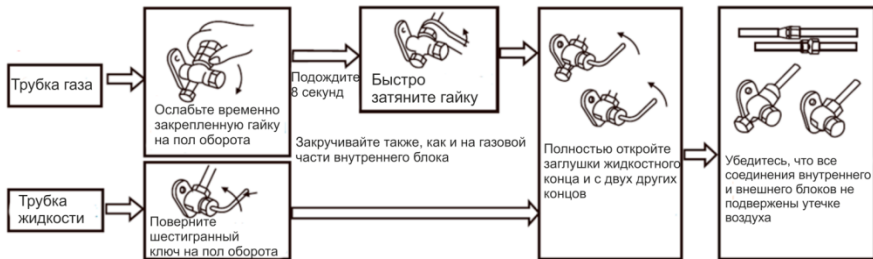 Трубка газа
Ослабьте временно
закрепленную гайку
на пол оборота
Подождите
8 секунд
Быстро
затяните гайку
Закручивайте также, как и на газовой
части внутреннего блока
Трубка
жидкости
Поверните
шестигранный
ключ на пол оборота
Полностью откройте
заглушки жидкостного
конца и с двух других
концов
Убедитесь, что все
соединения внутреннего
и внешнего блоков не
подвержены утечке
воздуха